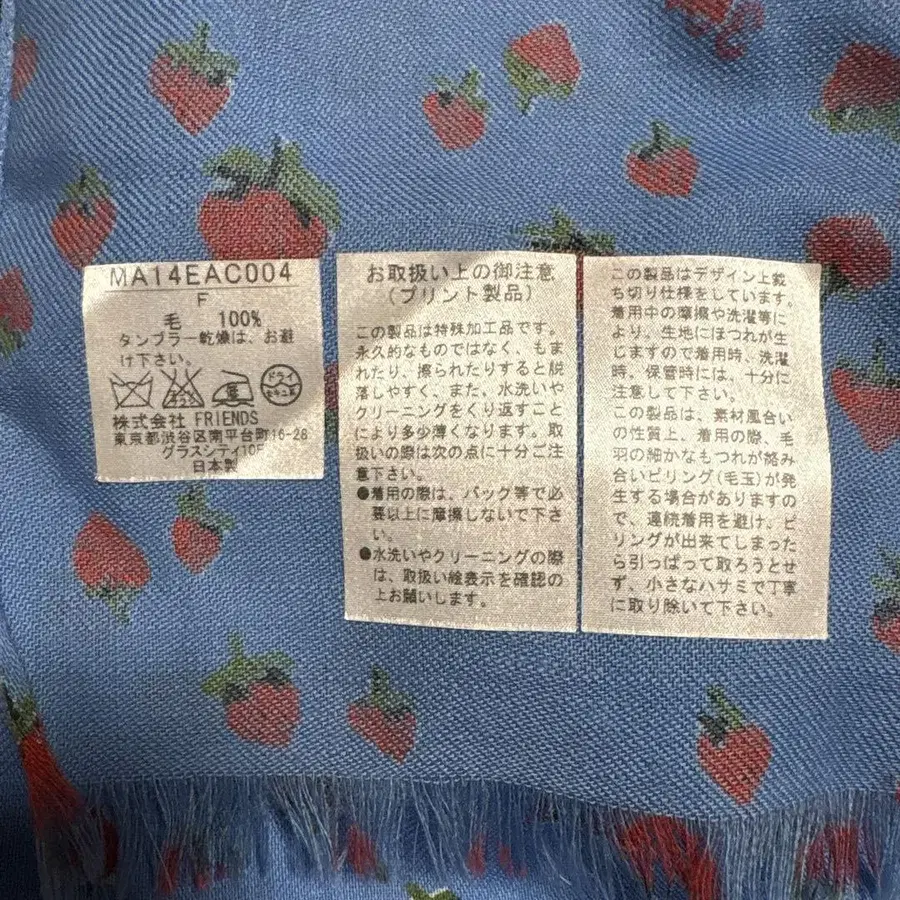 MA14EAC004
F
毛 100%
タンブラー乾燥は、お避
け下さい。
ドライ
株式会社 FRIENDS
東京都渋谷区南平台町16-28
グラスシティ10F
日本製
お取扱い上の御注意
(プリント製品)
この製品は特殊加工品です。
永久的なものではなく、もま
れたり、擦られたりすると脱
落しやすく、また、水洗いや
クリーニングをくり返すこと
により多少薄くなります。取
扱いの際は次の点に十分ご注
意下さい。
●着用の際は、バック等で必
要以上に摩擦しないで下さ
い。
●水洗いやクリーニングの際
は、取扱い絵表示を確認の
上お願いします。
この製品はデザイン上裁
ち切り仕様をしています。
着用中の摩擦や洗濯等に
より、生地にほつれが生
じますので着用時、洗濯
時、保管時には、十分に
注意して下さい。
この製品は、素材風合い
の性質上、着用の際、毛
羽の細かなもつれが絡み
合いピリング(毛玉)が発
生する場合がありますの
で、連続着用を避け、ピ
リングが出来てしまった
ら引っぱって取ろうとせ
ず、小さなハサミで丁寧
に取り除いて下さい。